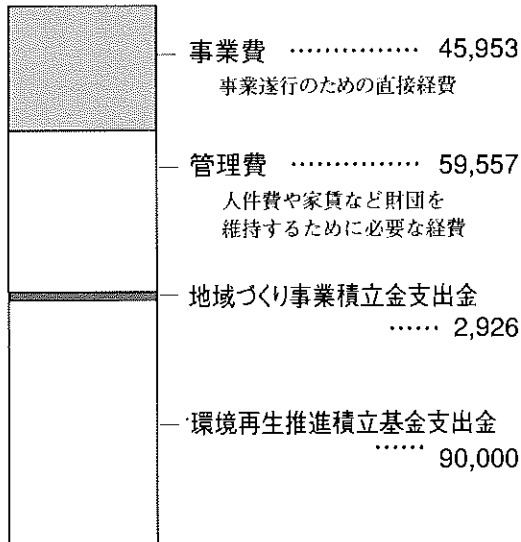 事業費 …………… 45,953
事業遂行のための直接経費
管理費 …………… 59,557
人件費や家賃など財団を
維持するために必要な経費
地域づくり事業積立金支出金
…… 2,926
環境再生推進積立基金支出金
…… 90,000